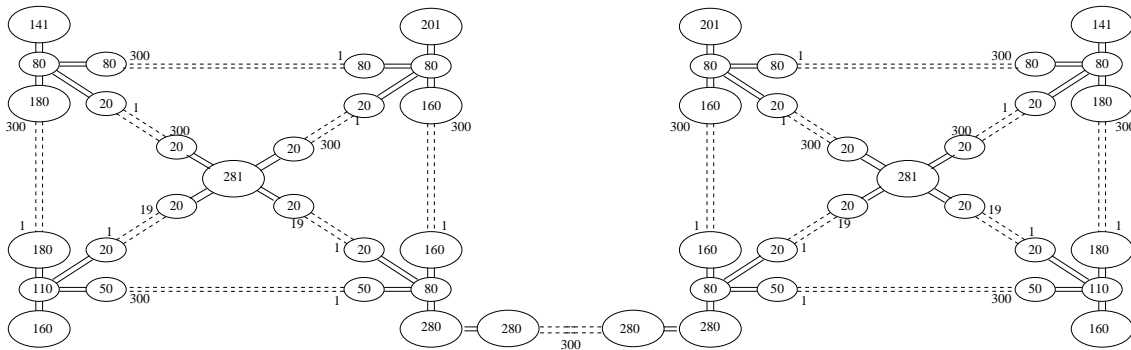 141 201 201 141
300 1 1 300
80 80 80 80 80 80 80 80
180 20 1 20 160 160 20 20 1 180
300 1 300 300 1 300
300 300 300 300
20 20 20 20
281 281
20 20 20 20
19 19 19 19
1 1 1 1 1 1 1 1
180 20 20 160 160 20 20 180
110 50 50 80 80 50 50 110
300 1 1 300
160 280 280 280 280 160
300